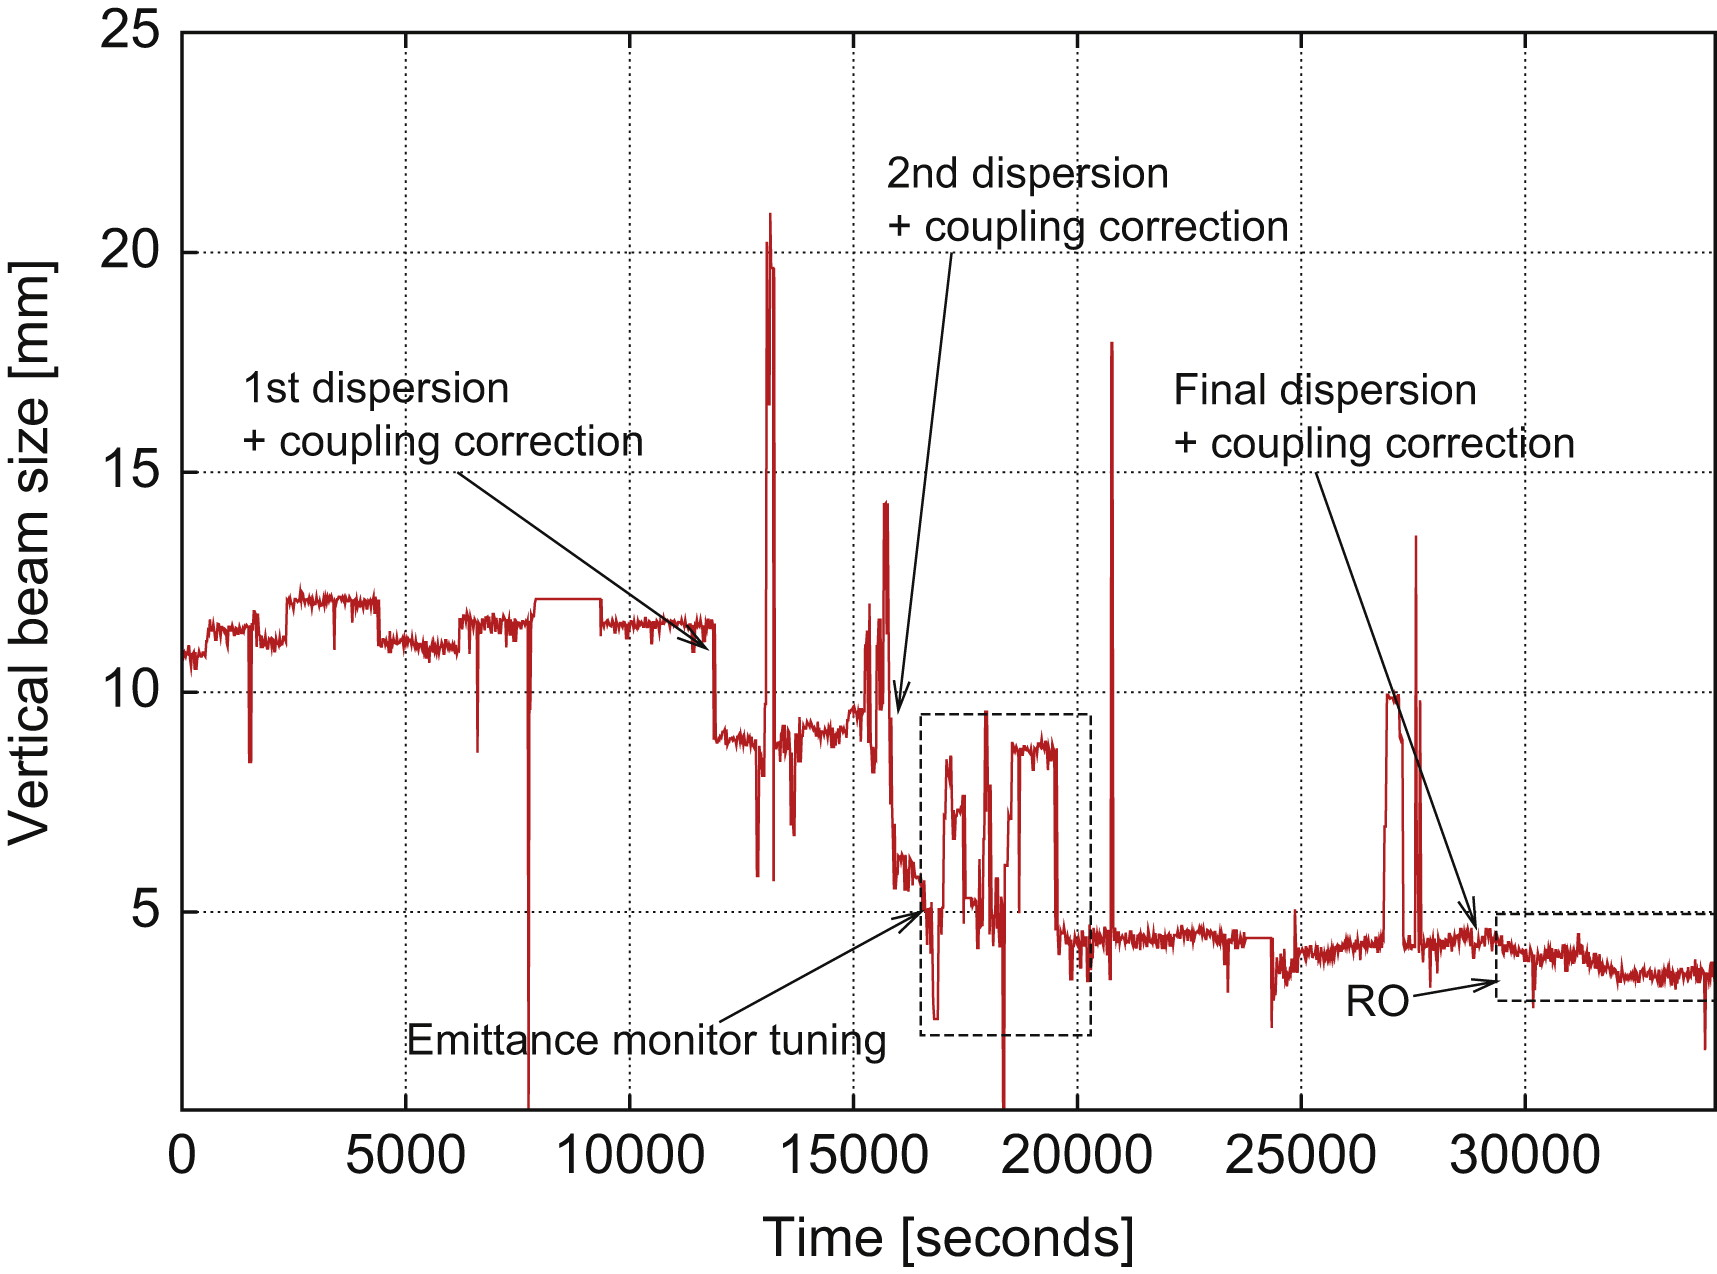 25
20
15
10
5
Vertical beam size [mm]
2nd dispersion
+ coupling correction
1st dispersion
+ coupling correction
Final dispersion
+ coupling correction
Emittance monitor tuning
RO
0 5000 10000 15000 20000 25000 30000
Time [seconds]